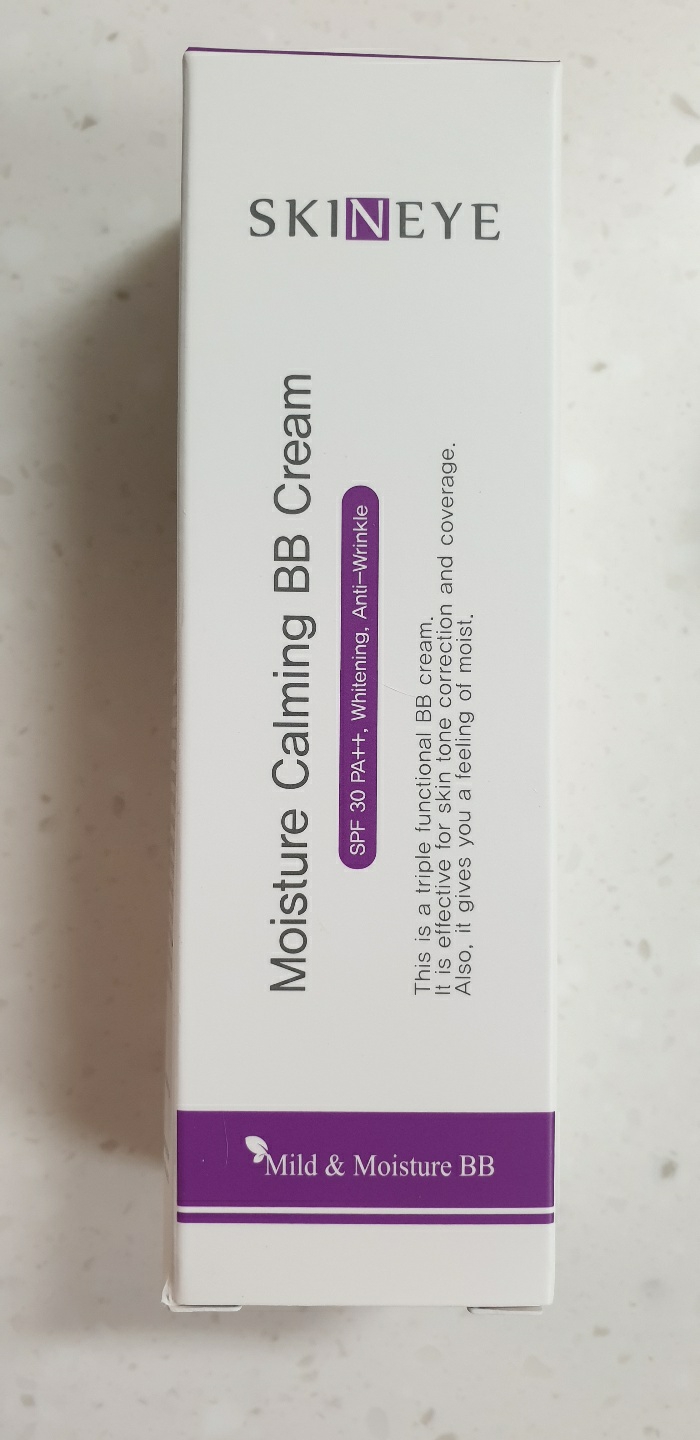 SKINEYE
Moisture Calming BB Cream
SPF 30 PA++, Whitening, Anti-Wrinkle
This is a triple functional BB cream.
It is effective for skin tone correction and coverage.
Also, it gives you a feeling of moist.
Mild & Moisture BB